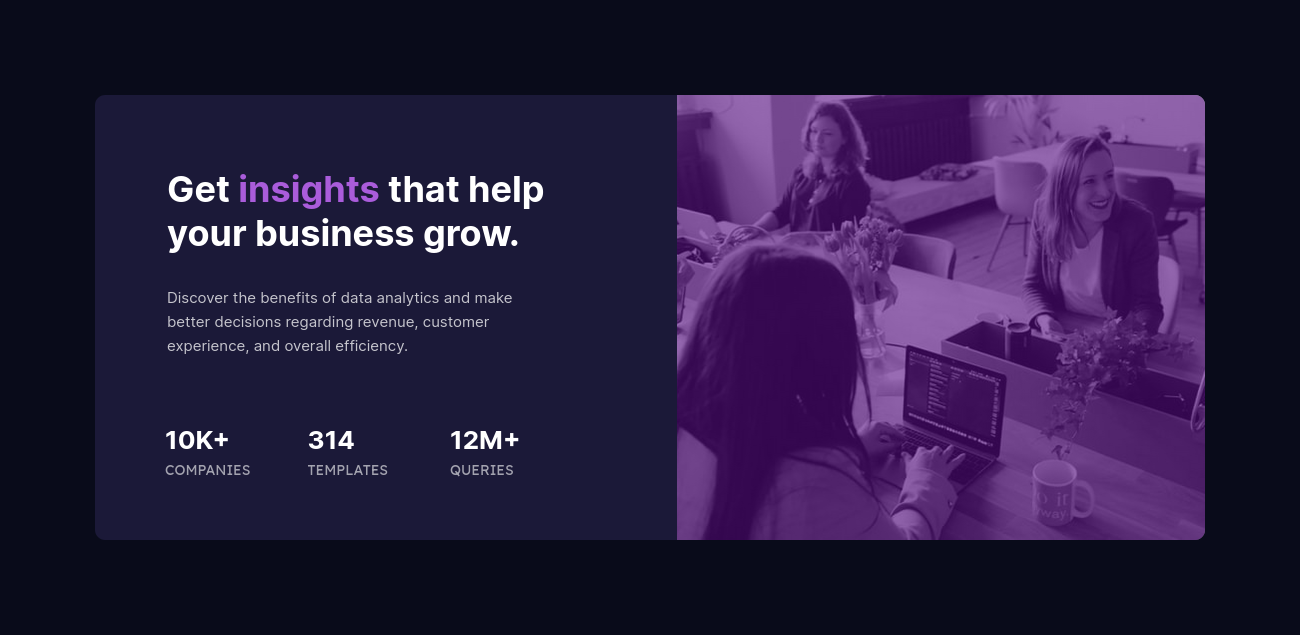 Get insights that help
your business grow.
Discover the benefits of data analytics and make
better decisions regarding revenue, customer
experience, and overall efficiency.
10K+ 314 12M+
COMPANIES TEMPLATES QUERIES